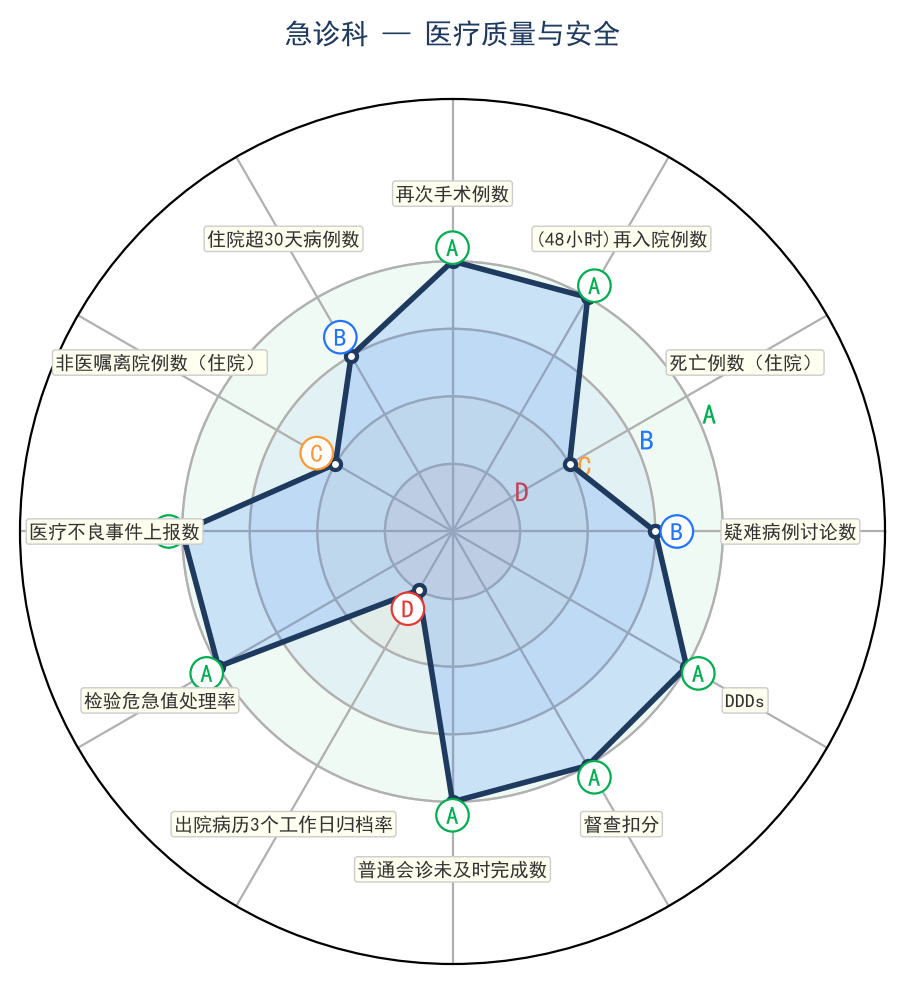 急诊科 — 医疗质量与安全
再次手术例数
住院超30天病例数
(48小时)再入院例数
A
A
B
非医嘱离院例数（住院）
死亡例数（住院）
A
B
C
C
D
医疗不良事件上报数
B
疑难病例讨论数
D
A
A
检验危急值处理率
DDDs
A
A
出院病历3个工作日归档率
督查扣分
普通会诊未及时完成数